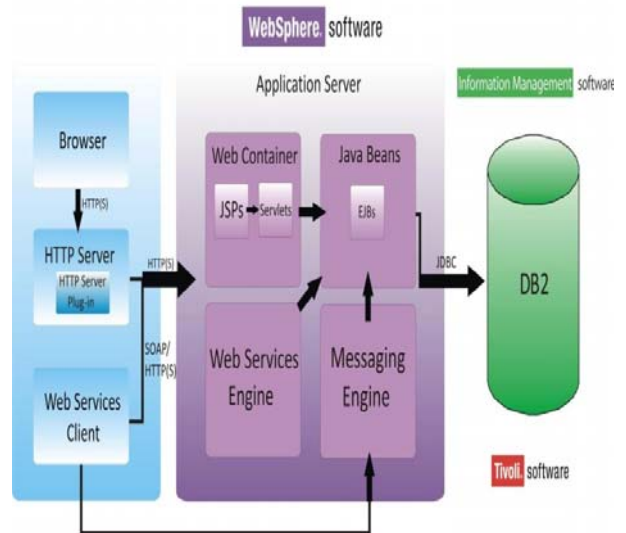 WebSphere. software
Application Server
Information Management software
Browser
HTTP(S)
HTTP Server
HTTP Server
Plug-in
HTTP(S)
SOAP/
HTTP(S)
Web Services
Client
Web Container
JSPs
Servlets
Java Beans
EJBs
Web Services
Engine
Messaging
Engine
JDBC
DB2
Tivoli. software